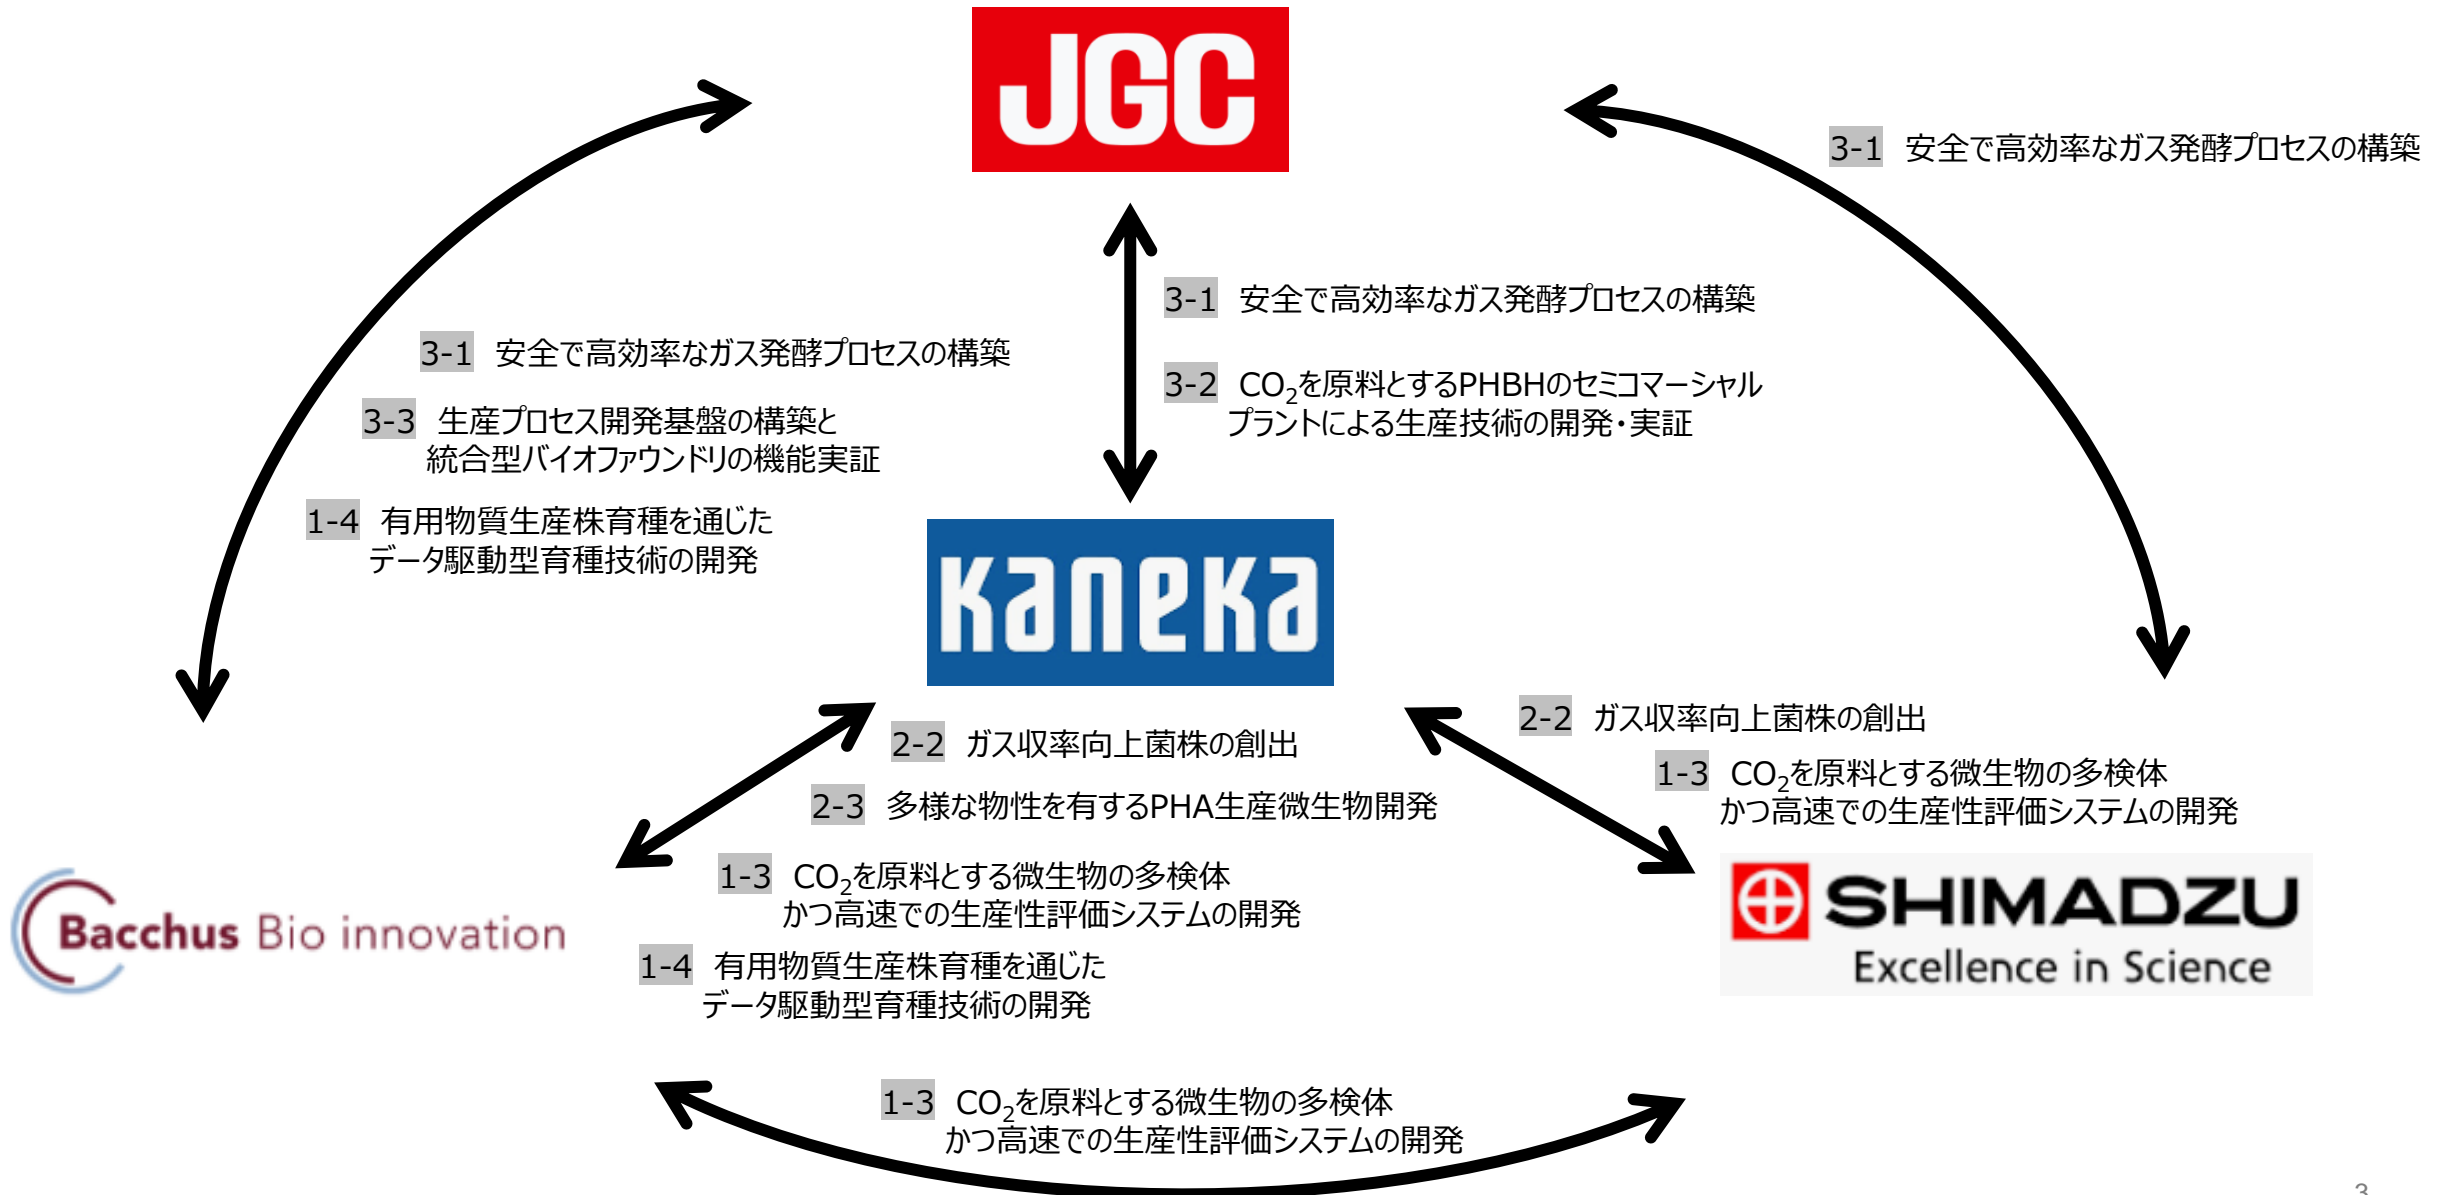 JGC
3-1 安全で高効率なガス発酵プロセスの構築
3-1 安全で高効率なガス発酵プロセスの構築
3-2 CO₂を原料とするPHBHのセミコマーシャル
プラントによる生産技術の開発・実証
3-1 安全で高効率なガス発酵プロセスの構築
3-3 生産プロセス開発基盤の構築と
統合型バイオファウンドリの機能実証
1-4 有用物質生産株育種を通じた
データ駆動型育種技術の開発
Kaneka
2-2 ガス収率向上菌株の創出
2-3 多様な物性を有するPHA生産微生物開発
1-3 CO₂を原料とする微生物の多検体
かつ高速での生産性評価システムの開発
1-4 有用物質生産株育種を通じた
データ駆動型育種技術の開発
2-2 ガス収率向上菌株の創出
1-3 CO₂を原料とする微生物の多検体
かつ高速での生産性評価システムの開発
Bacchus Bio innovation
SHIMADZU
Excellence in Science
1-3 CO₂を原料とする微生物の多検体
かつ高速での生産性評価システムの開発
3